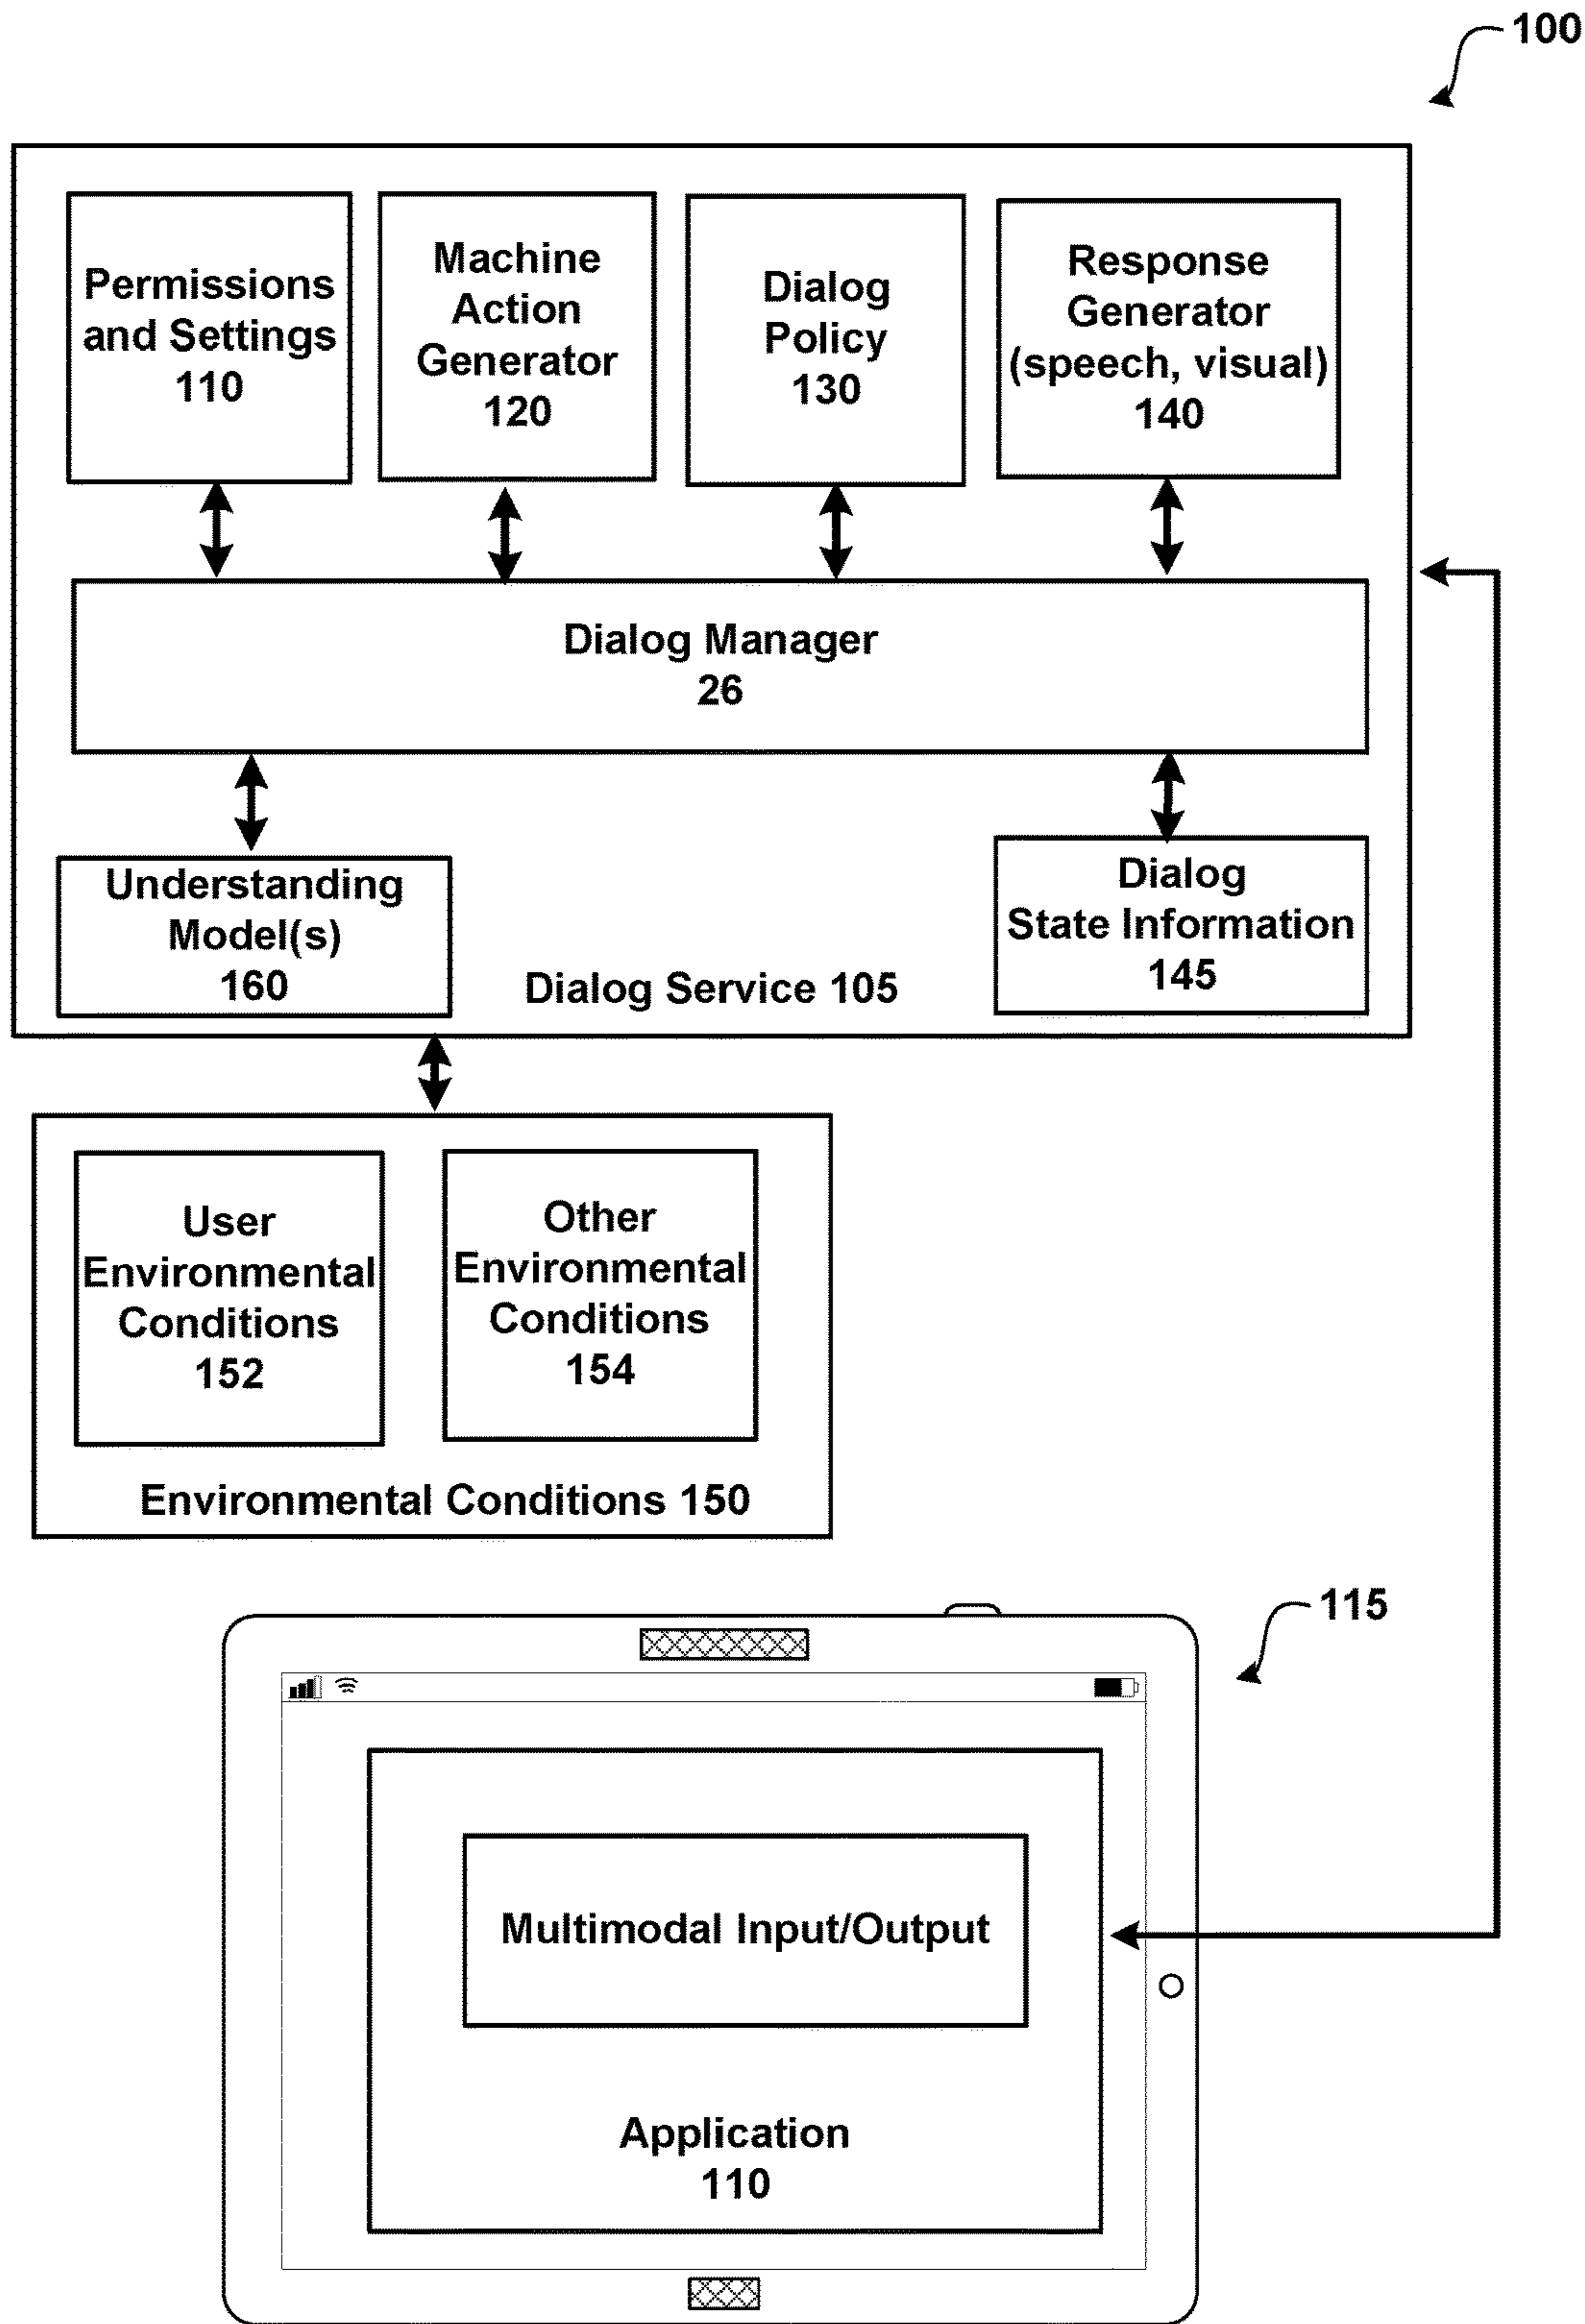 100
Permissions
and Settings
110
Machine
Action
Generator
120
Dialog
Policy
130
Response
Generator
(speech, visual)
140
Dialog Manager
26
Understanding
Model(s)
160
Dialog Service 105
Dialog
State Information
145
User
Environmental
Conditions
152
Other
Environmental
Conditions
154
Environmental Conditions 150
115
Multimodal Input/Output
Application
110